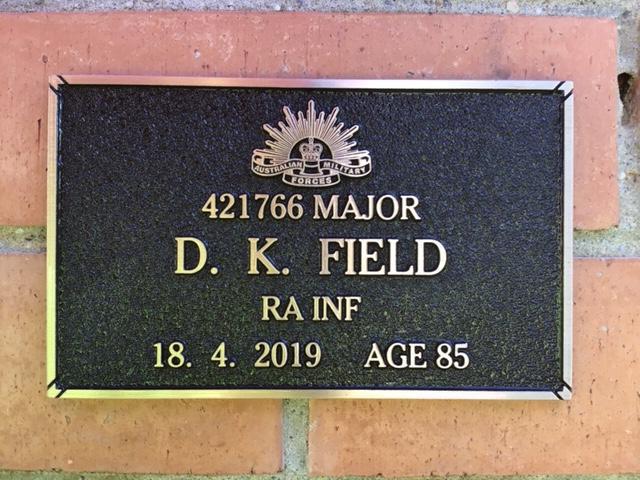 AUSTRALIAN MILITARY
FORCES
421766 MAJOR
D. K. FIELD
RA INF
18. 4. 2019 AGE 85